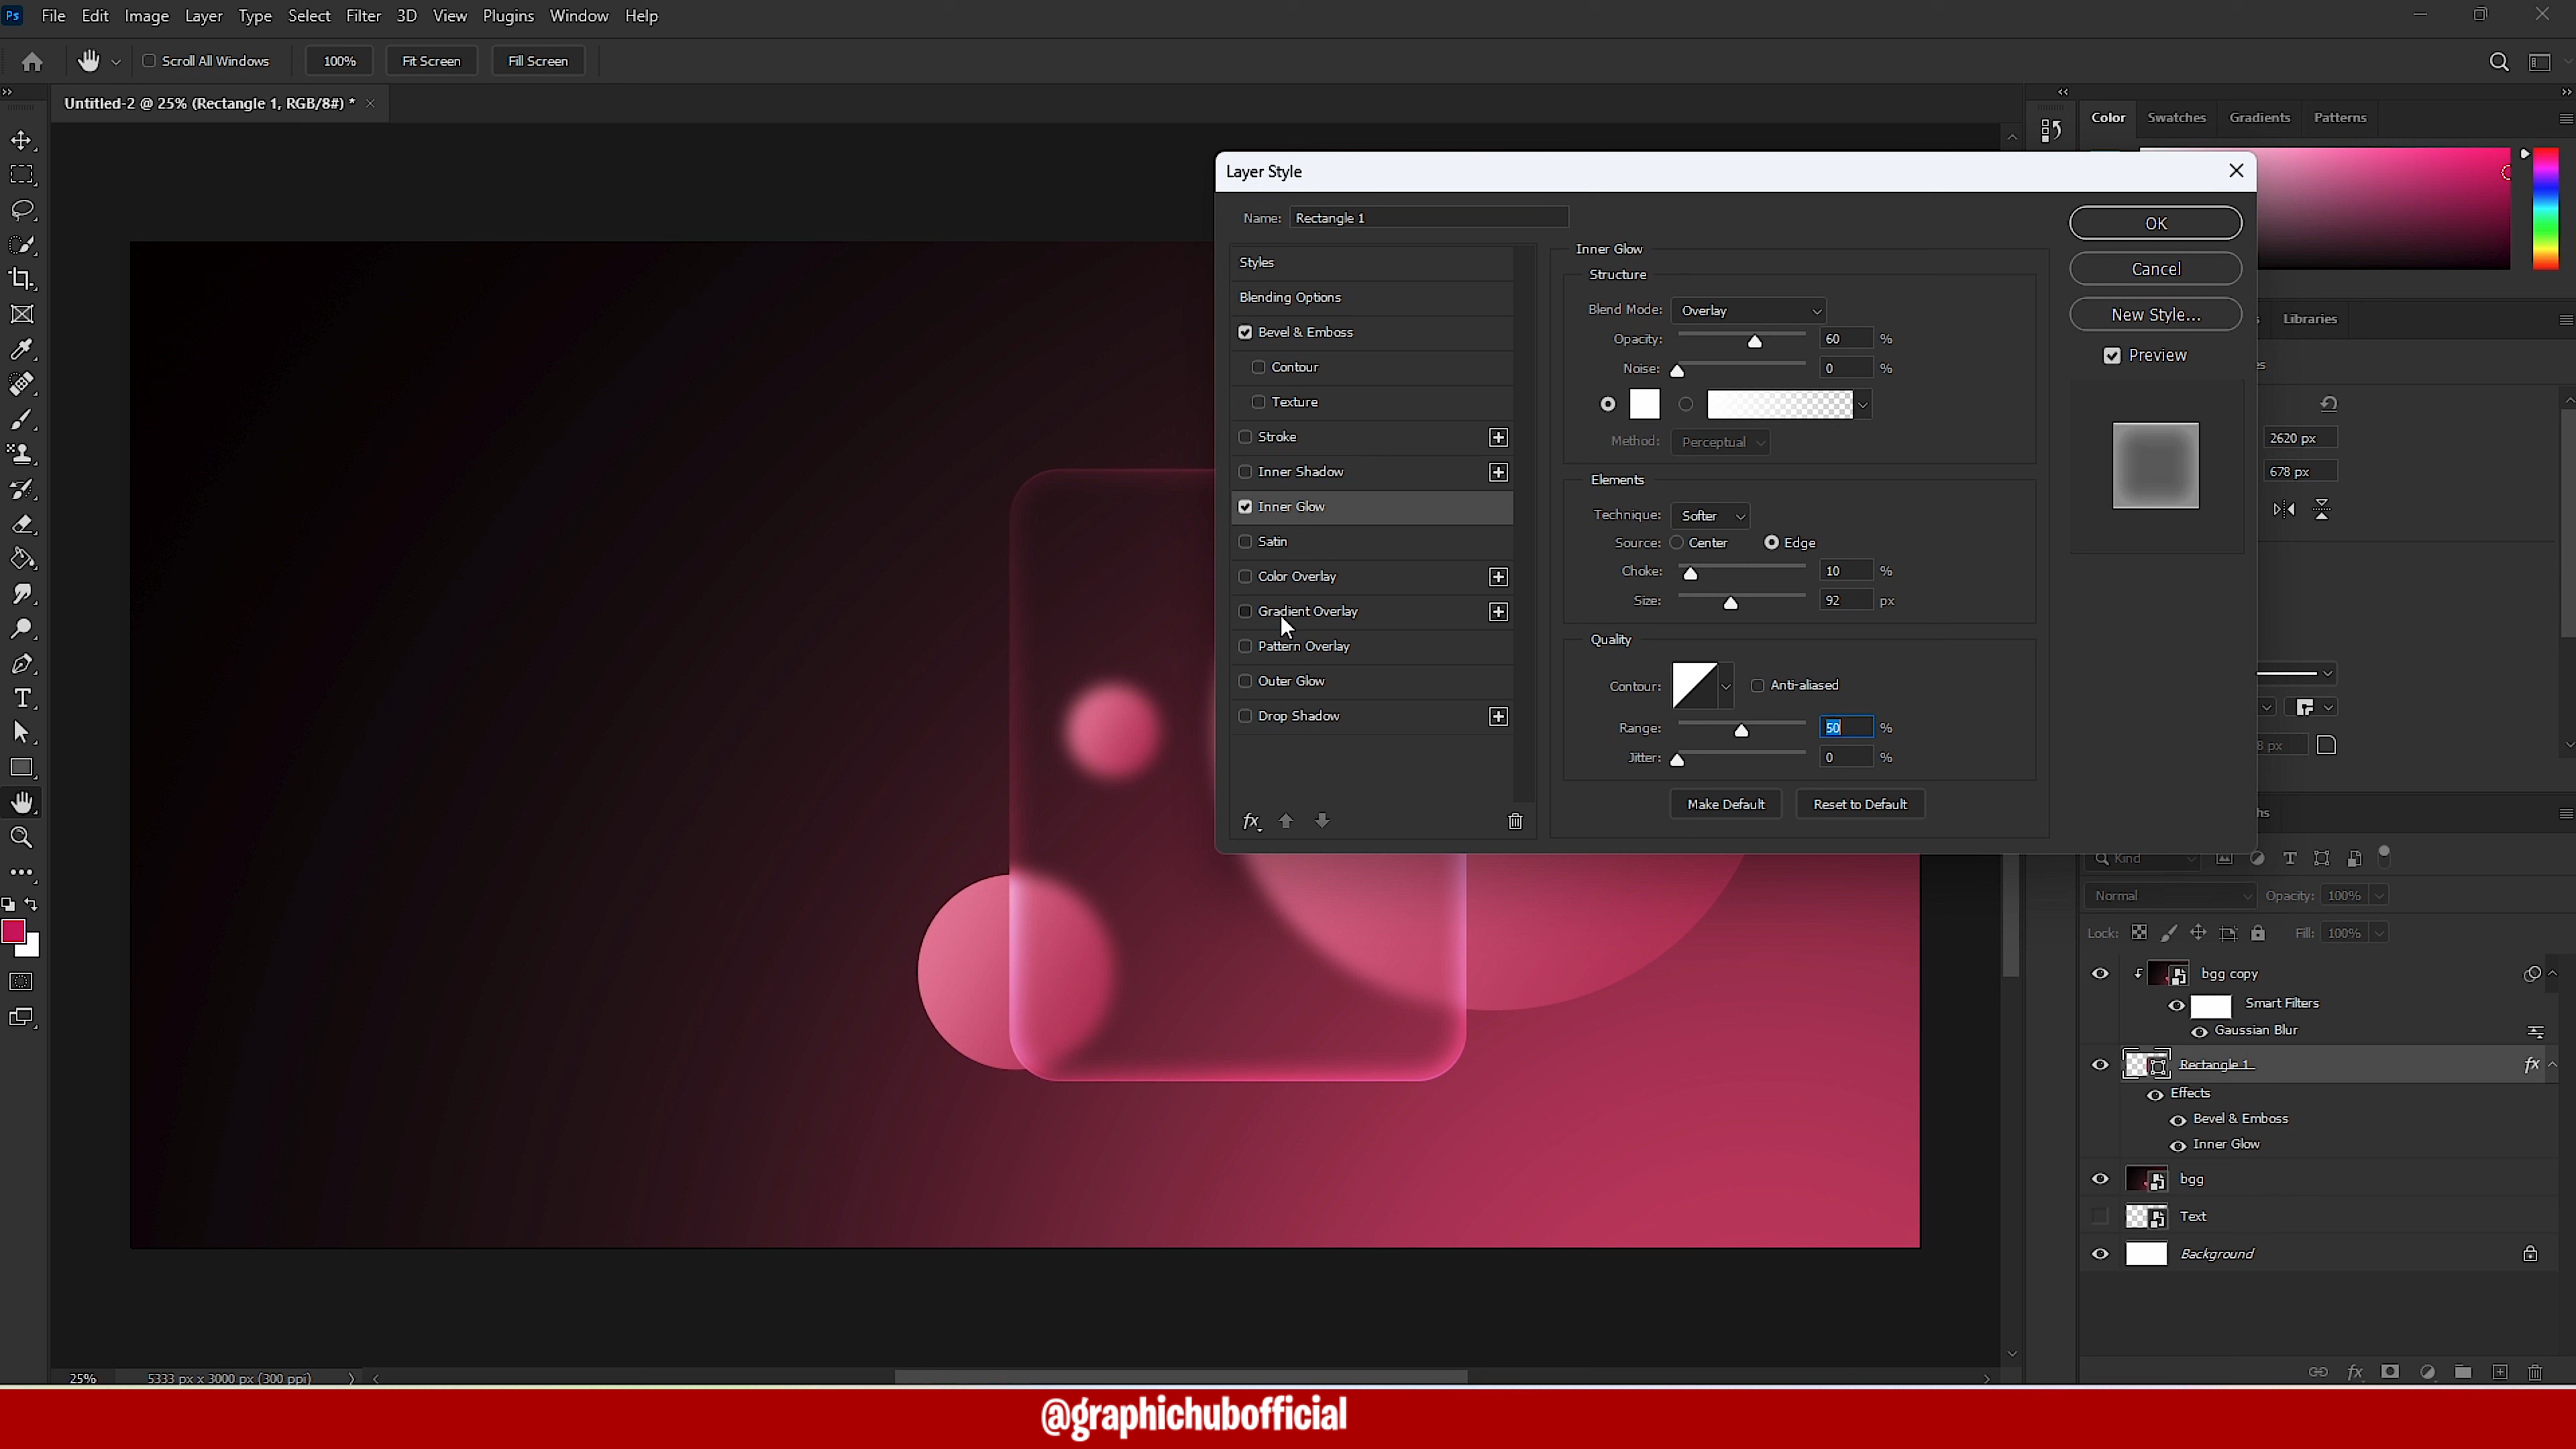 Ps File Edit Image Layer Type Select Filter 3D View Plugins Window Help
Scroll All Windows 100% Fit Screen Fill Screen
Untitled-2 @ 25% (Rectangle 1, RGB/8#) *
Color Swatches Gradients Patterns
Layer Style
Name: Rectangle 1
Styles
Blending Options
Bevel & Emboss
Contour
Texture
Stroke
Inner Shadow
Inner Glow
Satin
Color Overlay
Gradient Overlay
Pattern Overlay
Outer Glow
Drop Shadow
fx
Inner Glow
Structure
Blend Mode: Overlay
Opacity: 60 %
Noise: 0 %
Method: Perceptual
Elements
Technique: Softer
Source: Center Edge
Choke: 10 %
Size: 92 px
Quality
Contour: Anti-aliased
Range: 50 %
Jitter: 0 %
Make Default Reset to Default
OK
Cancel
New Style...
Preview
Libraries
2620 px
678 px
8 px
Kind
Normal Opacity: 100%
Lock: Fill: 100%
bgg copy
Smart Filters
Gaussian Blur
Rectangle 1 fx
Effects
Bevel & Emboss
Inner Glow
bgg
Text
Background
fx
25% 5333 px x 3000 px (300 ppi)
@graphichubofficial